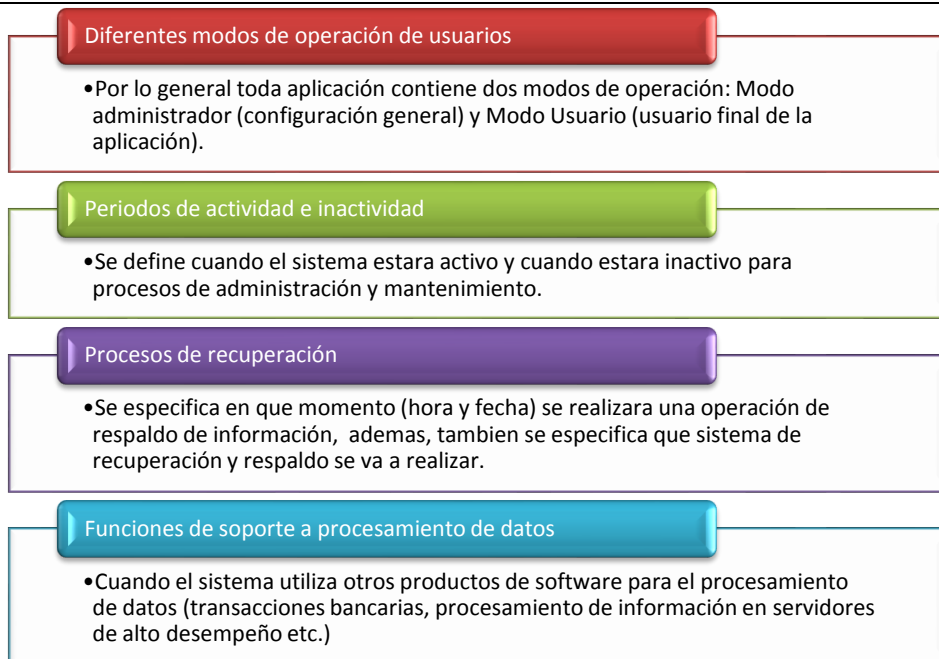 Diferentes modos de operación de usuarios
•Por lo general toda aplicación contiene dos modos de operación: Modo
administrador (configuración general) y Modo Usuario (usuario final de la
aplicación).
Periodos de actividad e inactividad
•Se define cuando el sistema estara activo y cuando estara inactivo para
procesos de administración y mantenimiento.
Procesos de recuperación
•Se especifica en que momento (hora y fecha) se realizara una operación de
respaldo de información, ademas, tambien se especifica que sistema de
recuperación y respaldo se va a realizar.
Funciones de soporte a procesamiento de datos
•Cuando el sistema utiliza otros productos de software para el procesamiento
de datos (transacciones bancarias, procesamiento de información en servidores
de alto desempeño etc.)